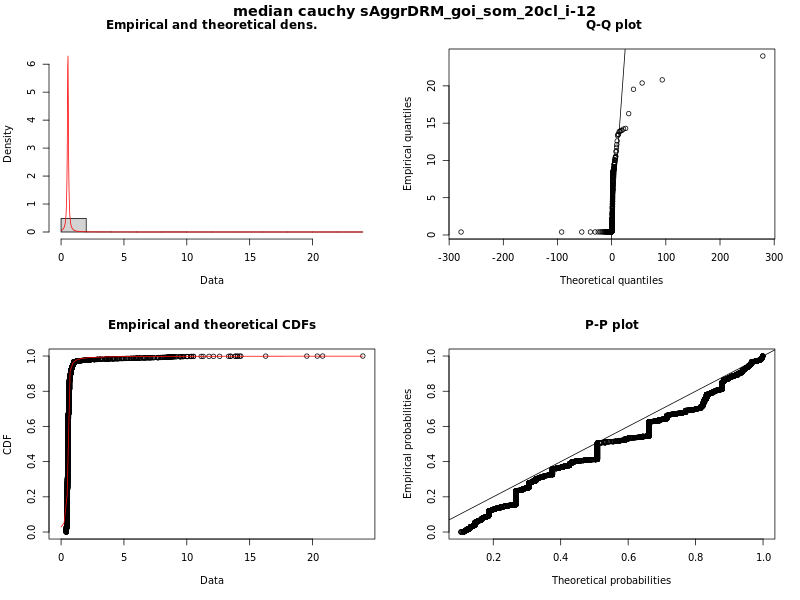 median cauchy sAggrDRM_goi_som_20cl_i-12
Empirical and theoretical dens.
Density
0 1 2 3 4 5 6
0 5 10 15 20
Data
Q-Q plot
Empirical quantiles
0 5 10 15 20
-300 -200 -100 0 100 200 300
Theoretical quantiles
Empirical and theoretical CDFs
CDF
0.0 0.2 0.4 0.6 0.8 1.0
0 5 10 15 20
Data
P-P plot
Empirical probabilities
0.0 0.2 0.4 0.6 0.8 1.0
0.2 0.4 0.6 0.8 1.0
Theoretical probabilities